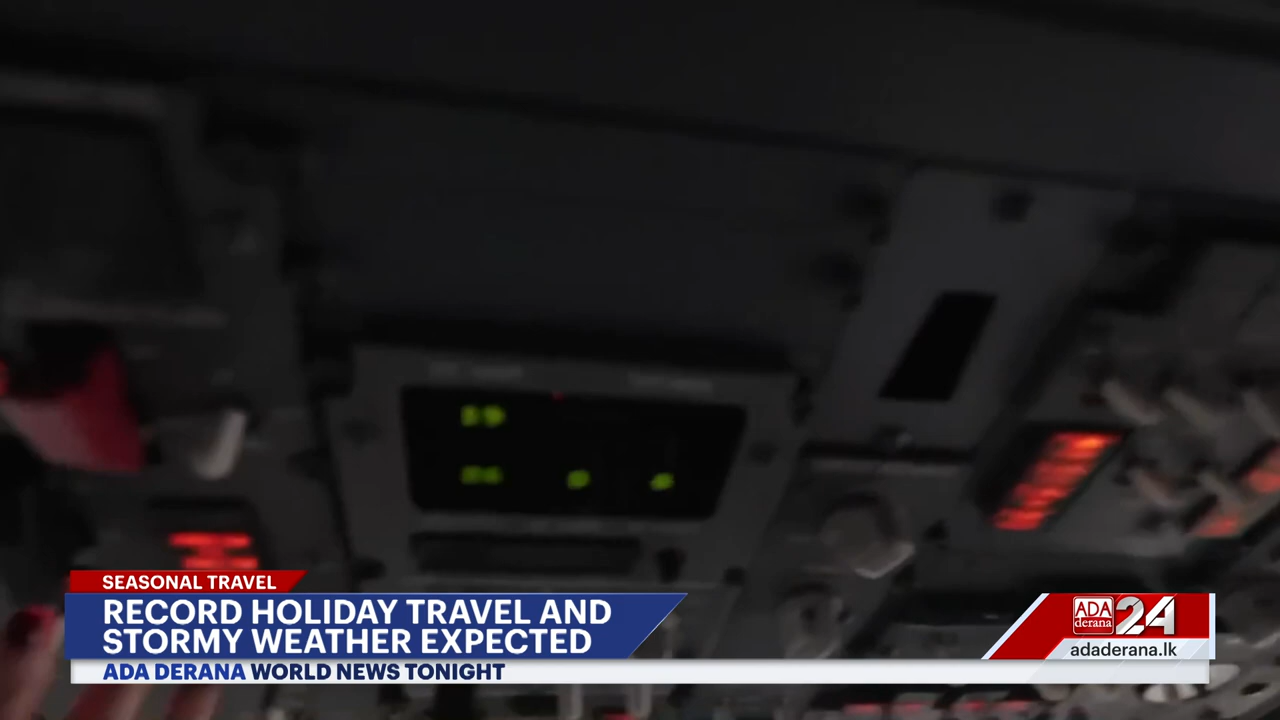 SEASONAL TRAVEL
RECORD HOLIDAY TRAVEL AND
STORMY WEATHER EXPECTED
ADA DERANA WORLD NEWS TONIGHT
ADA
derana
24
adaderana.lk